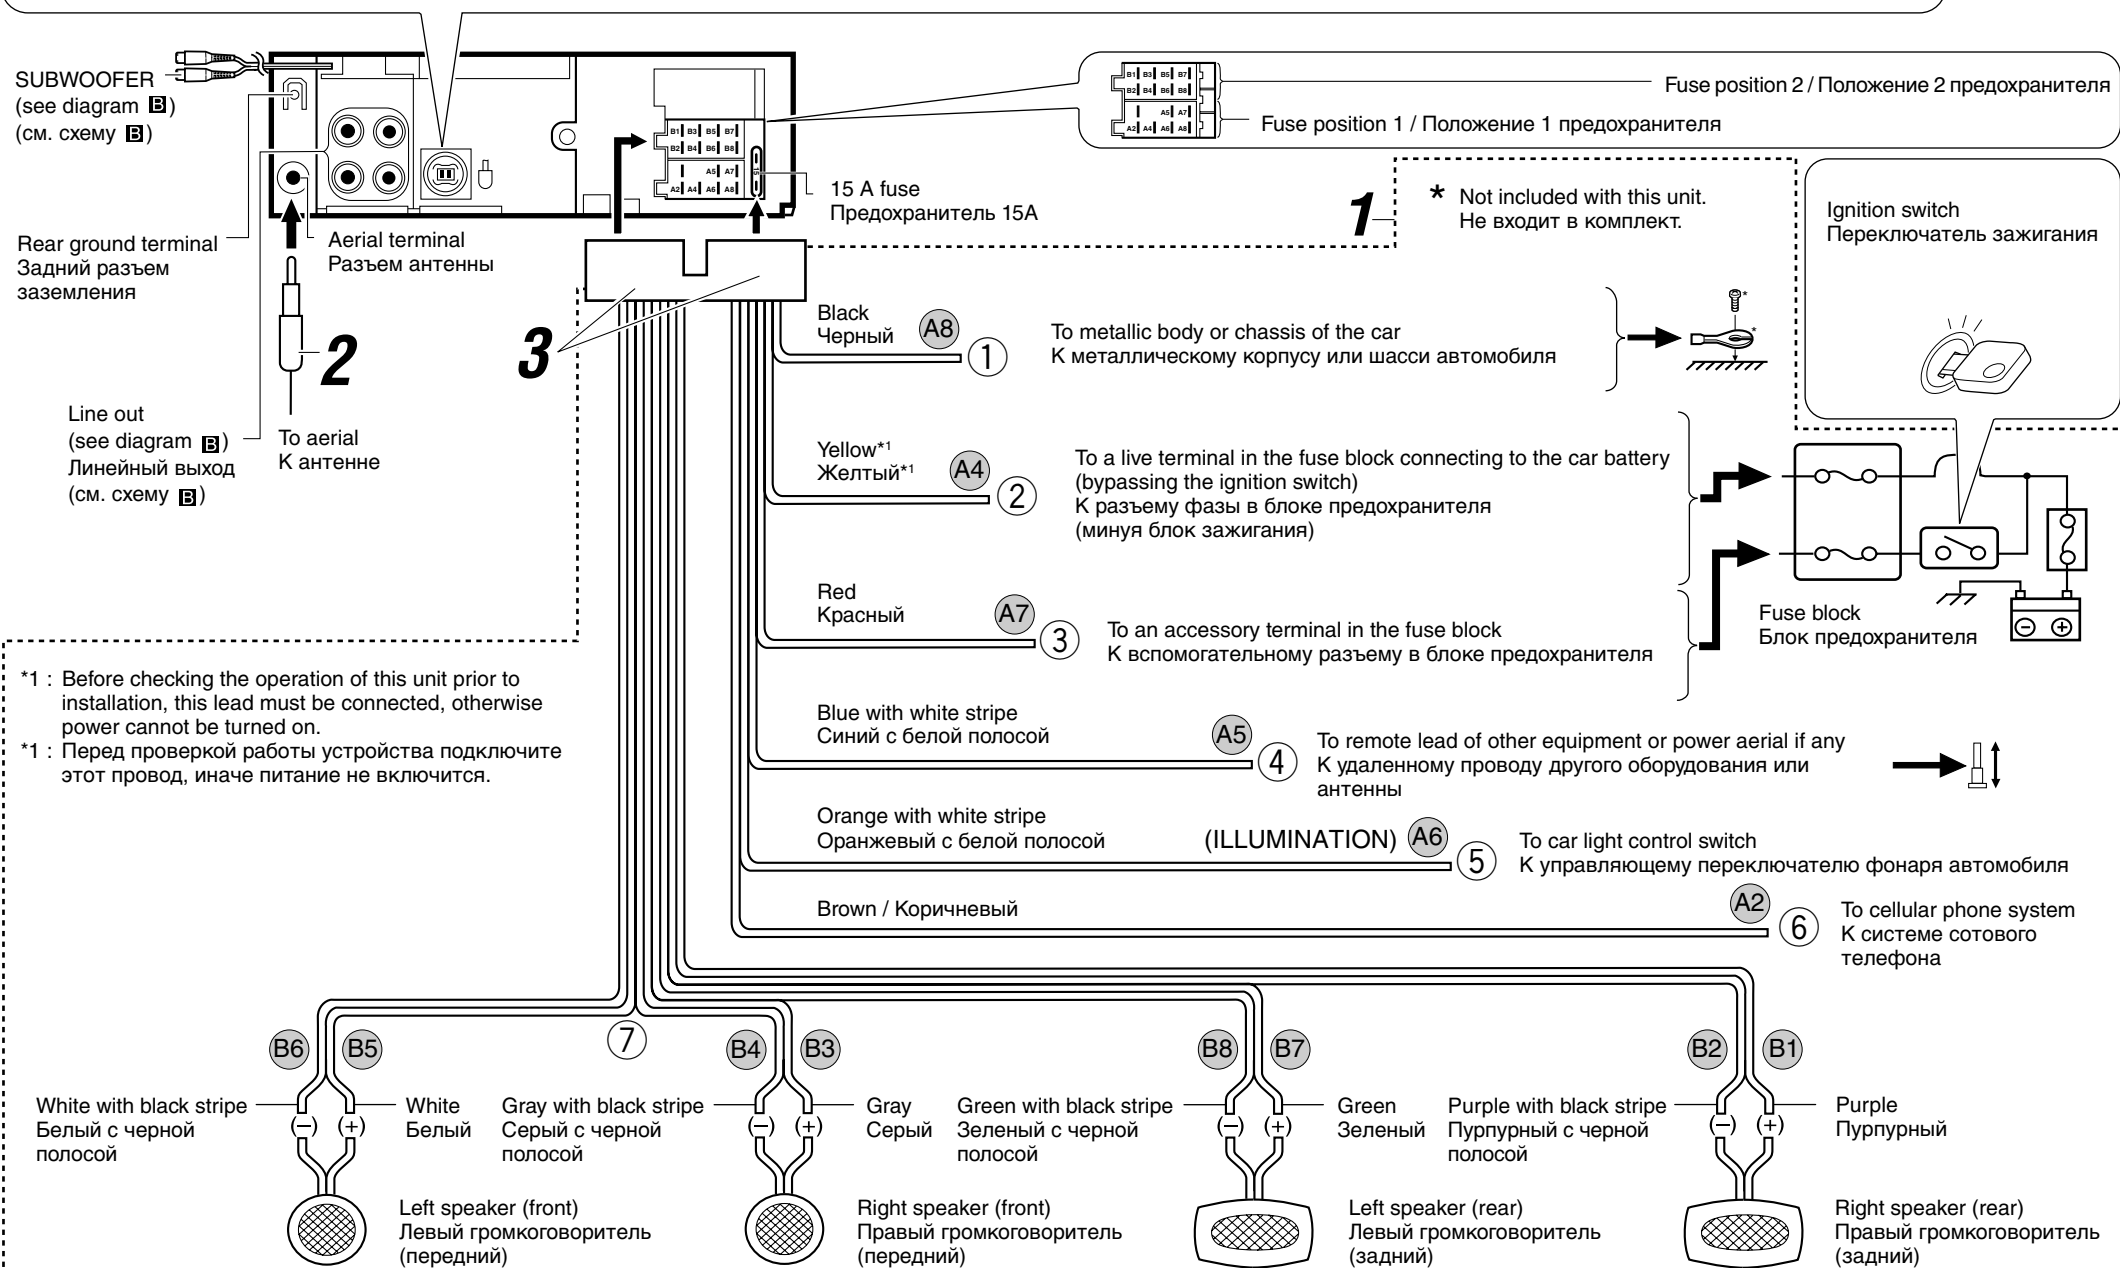 SUBWOOFER
(see diagram B)
(см. схему B)
B1 B3 B5 B7
B2 B4 B6 B8
A5 A7
A2 A4 A6 A8
15
B1 B3 B5 B7
B2 B4 B6 B8
A5 A7
A2 A4 A6 A8
Fuse position 2 / Положение 2 предохранителя
Fuse position 1 / Положение 1 предохранителя
15 A fuse
Предохранитель 15A
1
* Not included with this unit.
Не входит в комплект.
Ignition switch
Переключатель зажигания
Rear ground terminal
Задний разъем
заземления
Aerial terminal
Разъем антенны
2
3
Line out
(see diagram B)
Линейный выход
(см. схему B)
To aerial
К антенне
Black
Черный
A8
1
To metallic body or chassis of the car
К металлическому корпусу или шасси автомобиля
*
*
Yellow*1
Желтый*1
A4
2
To a live terminal in the fuse block connecting to the car battery
(bypassing the ignition switch)
К разъему фазы в блоке предохранителя
(минуя блок зажигания)
Red
Красный
A7
3
To an accessory terminal in the fuse block
К вспомогательному разъему в блоке предохранителя
Fuse block
Блок предохранителя
*1 : Before checking the operation of this unit prior to
installation, this lead must be connected, otherwise
power cannot be turned on.
*1 : Перед проверкой работы устройства подключите
этот провод, иначе питание не включится.
Blue with white stripe
Синий с белой полосой
A5
4
To remote lead of other equipment or power aerial if any
К удаленному проводу другого оборудования или
антенны
Orange with white stripe
Оранжевый с белой полосой
(ILLUMINATION) A6
5
To car light control switch
К управляющему переключателю фонаря автомобиля
Brown / Коричневый
A2
6
To cellular phone system
К системе сотового
телефона
7
B6 B5
B4 B3
B8 B7
B2 B1
White with black stripe
Белый с черной
полосой
(−) (+)
White
Белый
Gray with black stripe
Серый с черной
полосой
(−) (+)
Gray
Серый
Green with black stripe
Зеленый с черной
полосой
(−) (+)
Green
Зеленый
Purple with black stripe
Пурпурный с черной
полосой
(−) (+)
Purple
Пурпурный
Left speaker (front)
Левый громкоговоритель
(передний)
Right speaker (front)
Правый громкоговоритель
(передний)
Left speaker (rear)
Левый громкоговоритель
(задний)
Right speaker (rear)
Правый громкоговоритель
(задний)